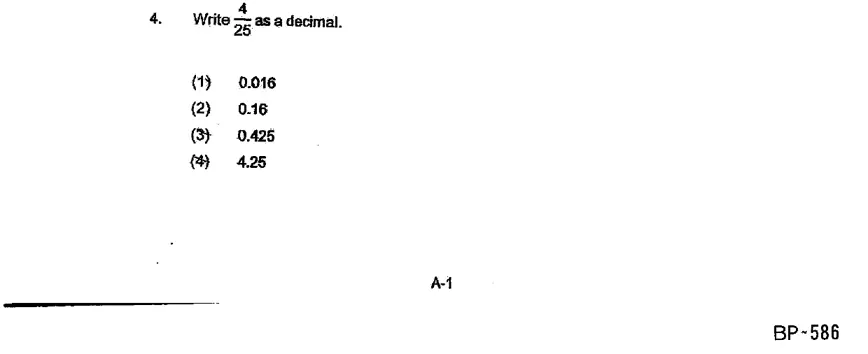 4. Write 4/25 as a decimal.
(1) 0.016
(2) 0.16
(3) 0.425
(4) 4.25
A-1
BP-586